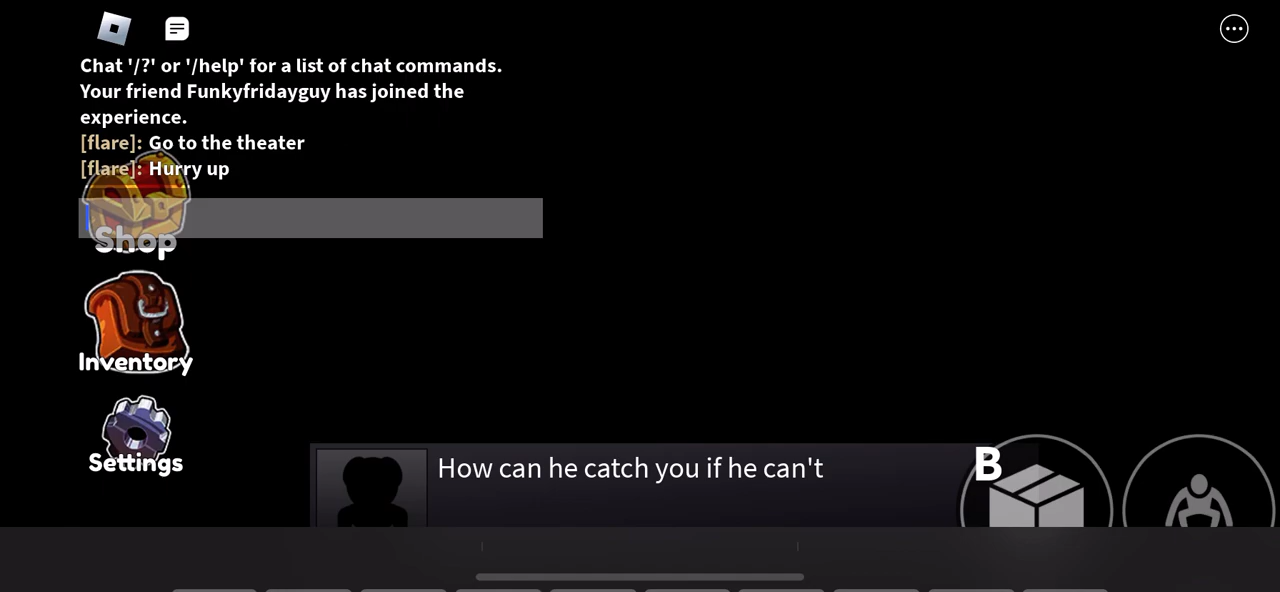 Chat '/?' or '/help' for a list of chat commands.
Your friend Funkyfridayguy has joined the
experience.
[flare]: Go to the theater
[flare]: Hurry up
Shop
Inventory
Settings
How can he catch you if he can't
B